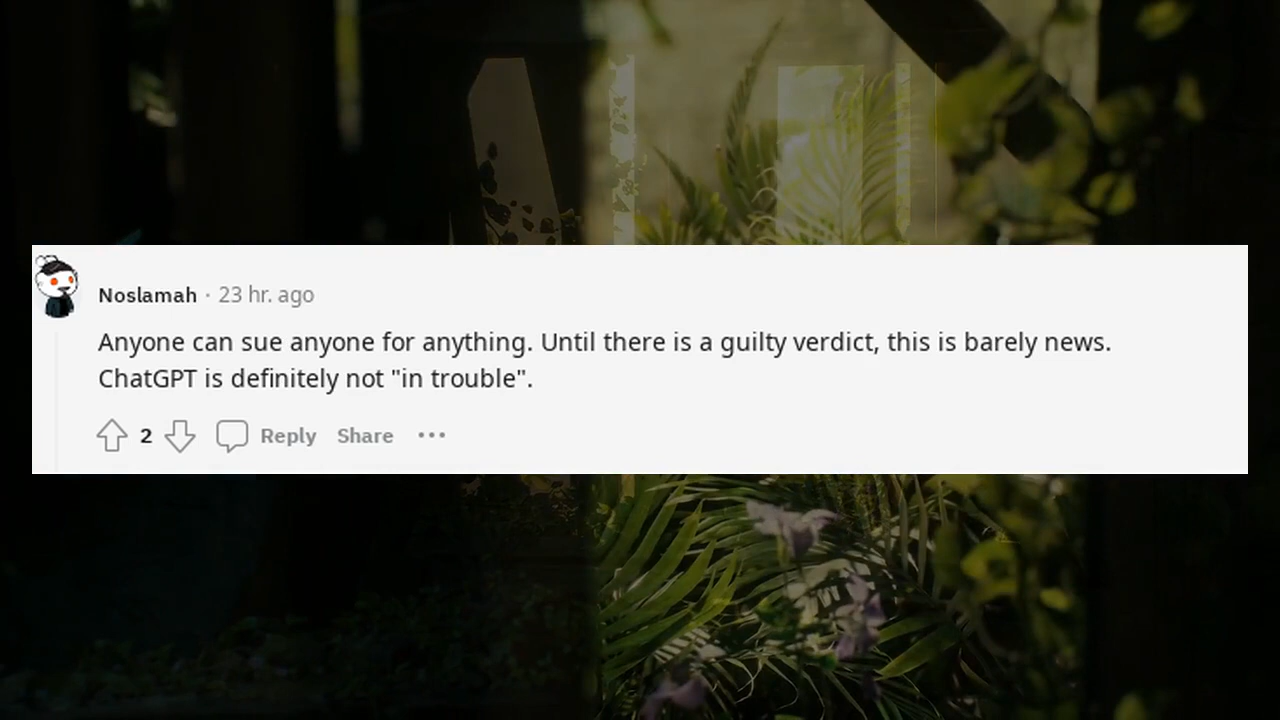 Noslamah · 23 hr. ago
Anyone can sue anyone for anything. Until there is a guilty verdict, this is barely news.
ChatGPT is definitely not "in trouble".
2 Reply Share ···